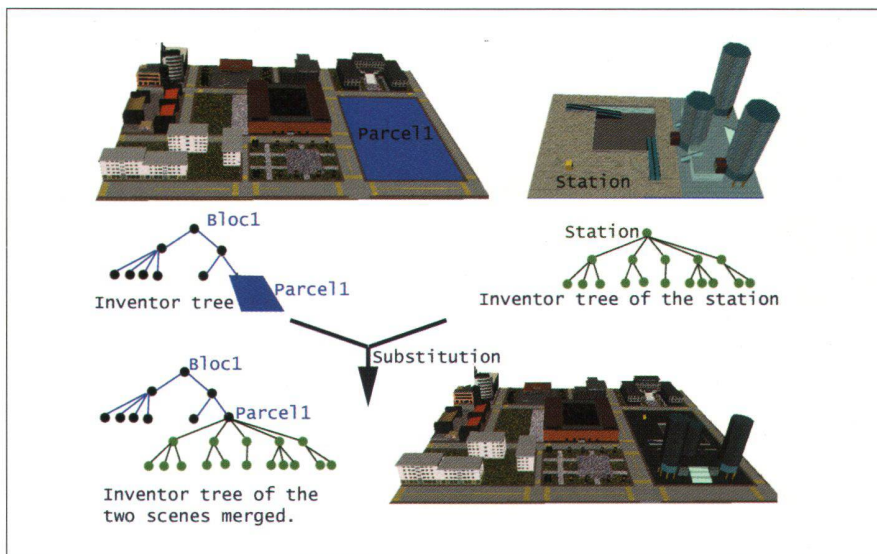 Parcel1
Station
Bloc1
Station
Inventor tree
Parcel1
Inventor tree of the station
Substitution
Bloc1
Parcel1
Inventor tree of the
two scenes merged.